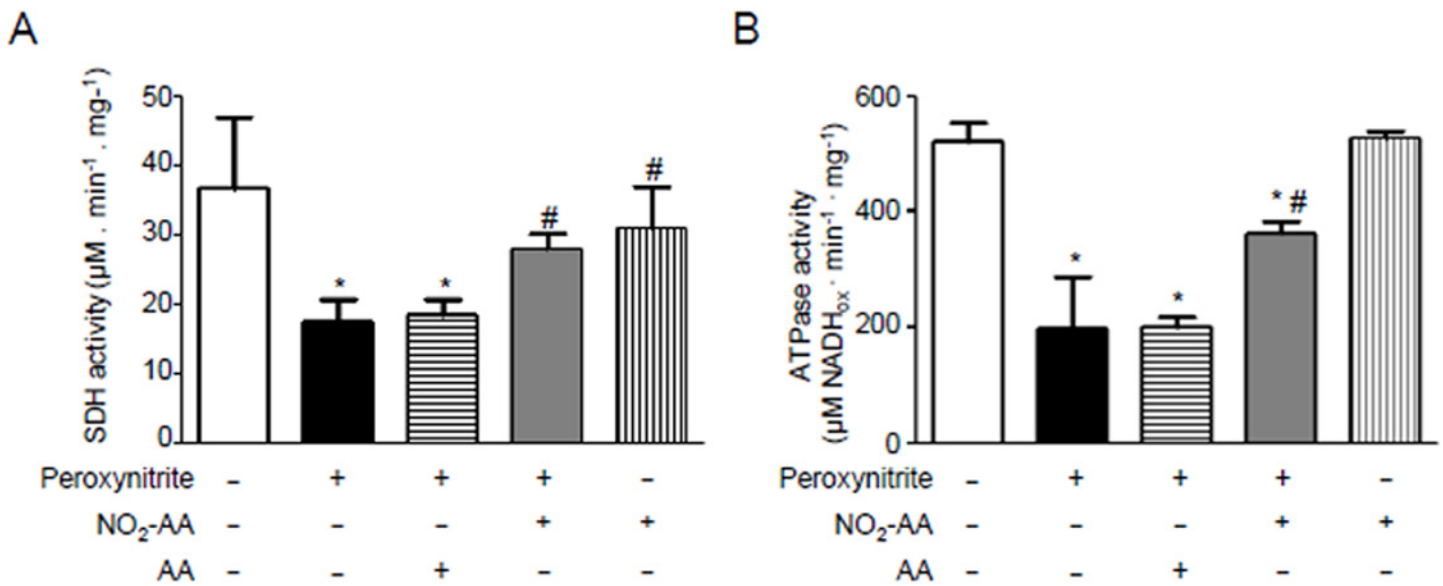 A
SDH activity (µM . min-1 . mg-1)
50
40
30
20
10
0
*
*
#
#
Peroxynitrite – + + + –
NO2-AA – – – + +
AA – – + – –
B
ATPase activity
(µM NADHox · min-1 · mg-1)
600
400
200
0
*
*
* #
Peroxynitrite – + + + –
NO2-AA – – – + +
AA – – + – –